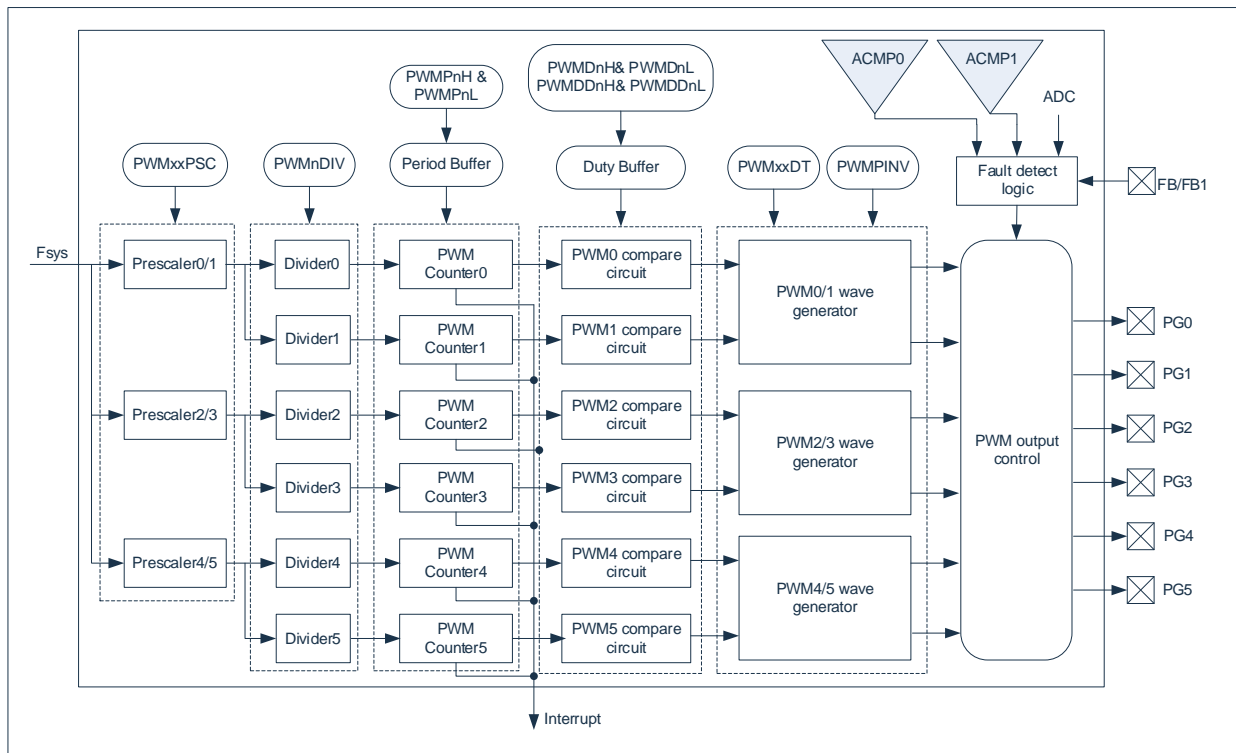 ACMP0
ACMP1
PWMPnH &
PWMPnL
PWMDnH& PWMDnL
PWMDDnH& PWMDDnL
ADC
PWMxxPSC
PWMnDIV
Period Buffer
Duty Buffer
PWMxxDT
PWMPINV
Fault detect
logic
FB/FB1
Fsys
Prescaler0/1
Divider0
PWM
Counter0
PWM0 compare
circuit
PWM0/1 wave
generator
Divider1
PWM
Counter1
PWM1 compare
circuit
Prescaler2/3
Divider2
PWM
Counter2
PWM2 compare
circuit
PWM2/3 wave
generator
Divider3
PWM
Counter3
PWM3 compare
circuit
Prescaler4/5
Divider4
PWM
Counter4
PWM4 compare
circuit
PWM4/5 wave
generator
Divider5
PWM
Counter5
PWM5 compare
circuit
PWM output
control
PG0
PG1
PG2
PG3
PG4
PG5
Interrupt